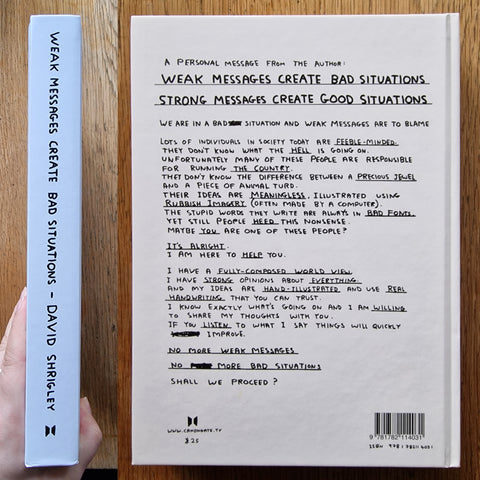 WEAK MESSAGES CREATE BAD SITUATIONS - DAVID SHRIGLEY
A PERSONAL MESSAGE FROM THE AUTHOR:
WEAK MESSAGES CREATE BAD SITUATIONS
STRONG MESSAGES CREATE GOOD SITUATIONS
WE ARE IN A BAD SITUATION AND WEAK MESSAGES ARE TO BLAME
LOTS OF INDIVIDUALS IN SOCIETY TODAY ARE FEEBLE-MINDED.
THEY DON'T KNOW WHAT THE HELL IS GOING ON.
UNFORTUNATELY MANY OF THESE PEOPLE ARE RESPONSIBLE
FOR RUNNING THE COUNTRY.
THEY DON'T KNOW THE DIFFERENCE BETWEEN A PRECIOUS JEWEL
AND A PIECE OF ANIMAL TURD.
THEIR IDEAS ARE MEANINGLESS, ILLUSTRATED USING
RUBBISH IMAGERY (OFTEN MADE BY A COMPUTER).
THE STUPID WORDS THEY WRITE ARE ALWAYS IN BAD FONTS.
YET STILL PEOPLE HEED THIS NONSENSE.
MAYBE YOU ARE ONE OF THESE PEOPLE?
IT'S ALRIGHT.
I AM HERE TO HELP YOU.
I HAVE A FULLY-COMPOSED WORLD VIEW.
I HAVE STRONG OPINIONS ABOUT EVERYTHING
AND MY IDEAS ARE HAND-ILLUSTRATED AND USE REAL
HANDWRITING THAT YOU CAN TRUST.
I KNOW EXACTLY WHAT'S GOING ON AND I AM WILLING
TO SHARE MY THOUGHTS WITH YOU.
IF YOU LISTEN TO WHAT I SAY THINGS WILL QUICKLY
IMPROVE.
NO MORE WEAK MESSAGES
NO MORE BAD SITUATIONS
SHALL WE PROCEED?
WWW.CANONGATE.TV
£25
9 781782 114031